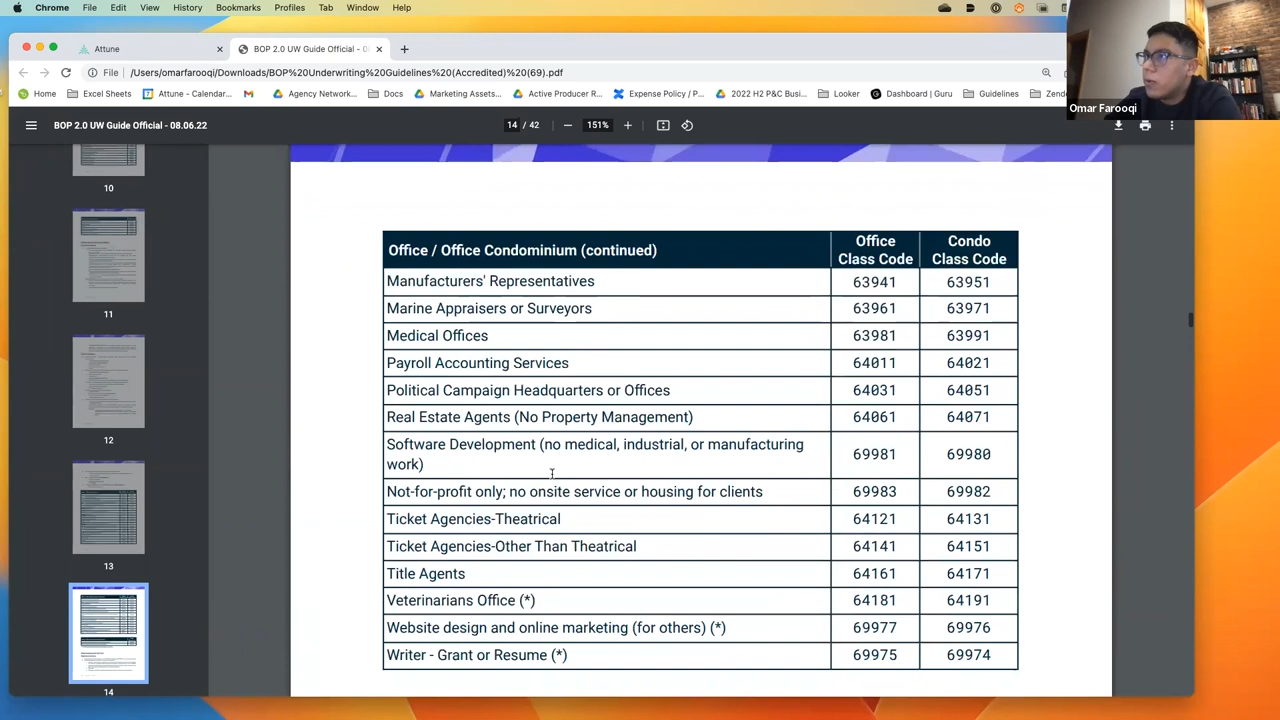 Chrome File Edit View History Bookmarks Profiles Tab Window Help
Attune
BOP 2.0 UW Guide Official - 0
File /Users/omarfarooqi/Downloads/BOP%20Underwriting%20Guidelines%20(Accredited)%20(69).pdf
Home Excel Sheets Attune - Calendar... Agency Network... Docs Marketing Assets... Active Producer R... Expense Policy / P... 2022 H2 P&C Busi... Looker Dashboard | Guru Guidelines Zend
Omar Farooqi
BOP 2.0 UW Guide Official - 08.06.22 14 / 42 151%
10
11
12
13
14
Office / Office Condominium (continued) Office Class Code Condo Class Code
Manufacturers' Representatives 63941 63951
Marine Appraisers or Surveyors 63961 63971
Medical Offices 63981 63991
Payroll Accounting Services 64011 64021
Political Campaign Headquarters or Offices 64031 64051
Real Estate Agents (No Property Management) 64061 64071
Software Development (no medical, industrial, or manufacturing
work) 69981 69980
Not-for-profit only; no onsite service or housing for clients 69983 69982
Ticket Agencies-Theatrical 64121 64131
Ticket Agencies-Other Than Theatrical 64141 64151
Title Agents 64161 64171
Veterinarians Office (*) 64181 64191
Website design and online marketing (for others) (*) 69977 69976
Writer - Grant or Resume (*) 69975 69974